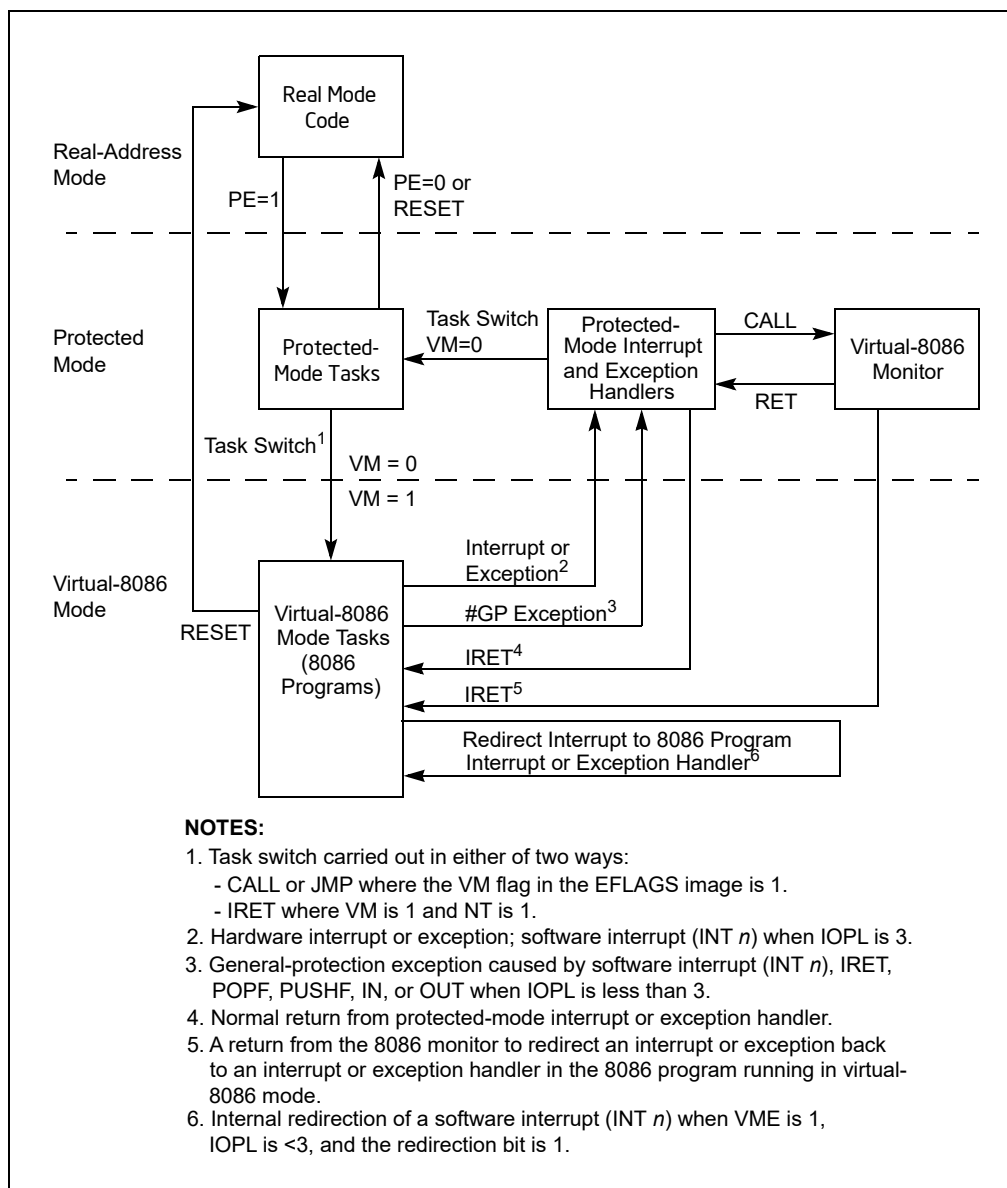 Real Mode
Code
Real-Address
Mode
PE=1
PE=0 or
RESET
Protected
Mode
Protected-
Mode Tasks
Task Switch
VM=0
Protected-
Mode Interrupt
and Exception
Handlers
CALL
RET
Virtual-8086
Monitor
Task Switch1
VM = 0
VM = 1
Virtual-8086
Mode
RESET
Virtual-8086
Mode Tasks
(8086
Programs)
Interrupt or
Exception2
#GP Exception3
IRET4
IRET5
Redirect Interrupt to 8086 Program
Interrupt or Exception Handler6
NOTES:
1. Task switch carried out in either of two ways:
- CALL or JMP where the VM flag in the EFLAGS image is 1.
- IRET where VM is 1 and NT is 1.
2. Hardware interrupt or exception; software interrupt (INT n) when IOPL is 3.
3. General-protection exception caused by software interrupt (INT n), IRET,
POPF, PUSHF, IN, or OUT when IOPL is less than 3.
4. Normal return from protected-mode interrupt or exception handler.
5. A return from the 8086 monitor to redirect an interrupt or exception back
to an interrupt or exception handler in the 8086 program running in virtual-
8086 mode.
6. Internal redirection of a software interrupt (INT n) when VME is 1,
IOPL is <3, and the redirection bit is 1.